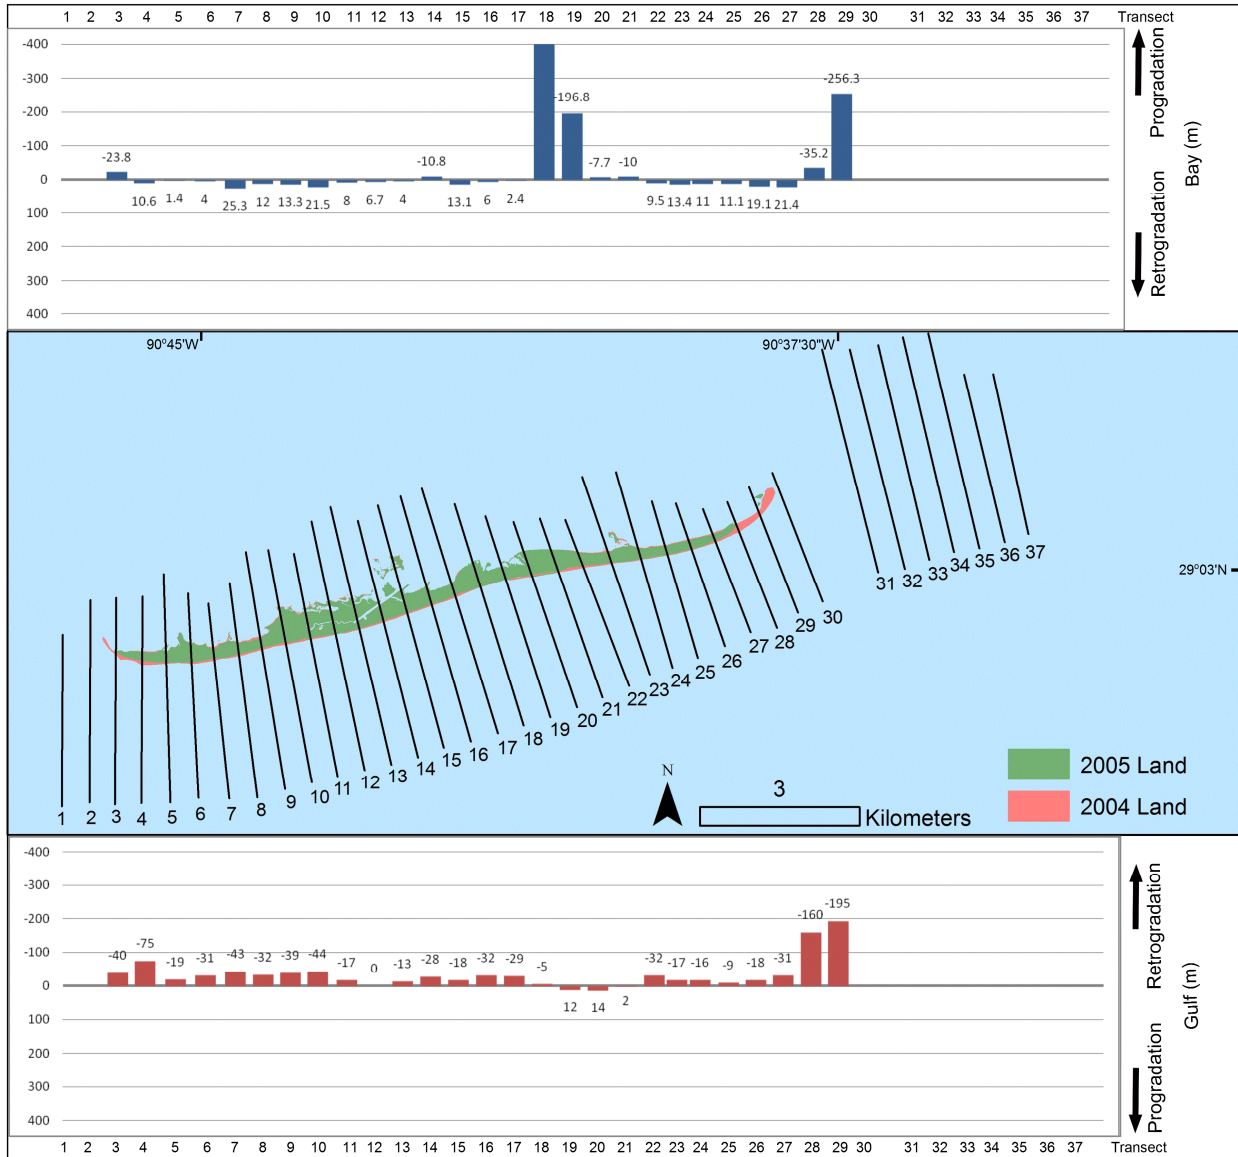 1 2 3 4 5 6 7 8 9 10 11 12 13 14 15 16 17 18 19 20 21 22 23 24 25 26 27 28 29 30 31 32 33 34 35 36 37 Transect
-400
-300
-200
-100
0
100
200
300
400
-23.8 10.6 1.4 4 25.3 12 13.3 21.5 8 6.7 4 -10.8 13.1 6 2.4 -196.8 -7.7 -10 9.5 13.4 11 11.1 19.1 21.4 -35.2 -256.3
Progradation
Retrogradation
Bay (m)
90°45'W
90°37'30"W
29°03'N
1 2 3 4 5 6 7 8 9 10 11 12 13 14 15 16 17 18 19 20 21 22 23 24 25 26 27 28 29 30 31 32 33 34 35 36 37
N
3
Kilometers
2005 Land
2004 Land
-400
-300
-200
-100
0
100
200
300
400
-40 -75 -19 -31 -43 -32 -39 -44 -17 0 -13 -28 -18 -32 -29 -5 12 14 2 -32 -17 -16 -9 -18 -31 -160 -195
Retrogradation
Progradation
Gulf (m)
1 2 3 4 5 6 7 8 9 10 11 12 13 14 15 16 17 18 19 20 21 22 23 24 25 26 27 28 29 30 31 32 33 34 35 36 37 Transect